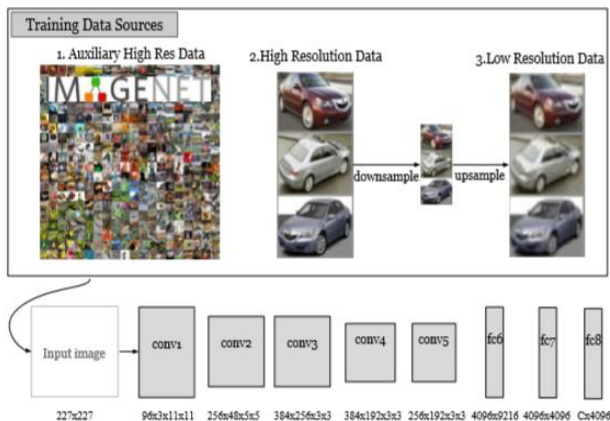 Training Data Sources
1. Auxiliary High Res Data
2.High Resolution Data
3.Low Resolution Data
IMAGENET
downsample
upsample
Input image
conv1
conv2
conv3
conv4
conv5
fc6
fc7
fc8
227x227
96x3x11x11
256x48x5x5
384x256x3x3
384x192x3x3
256x192x3x3
4096x9216
4096x4096
Cx4096